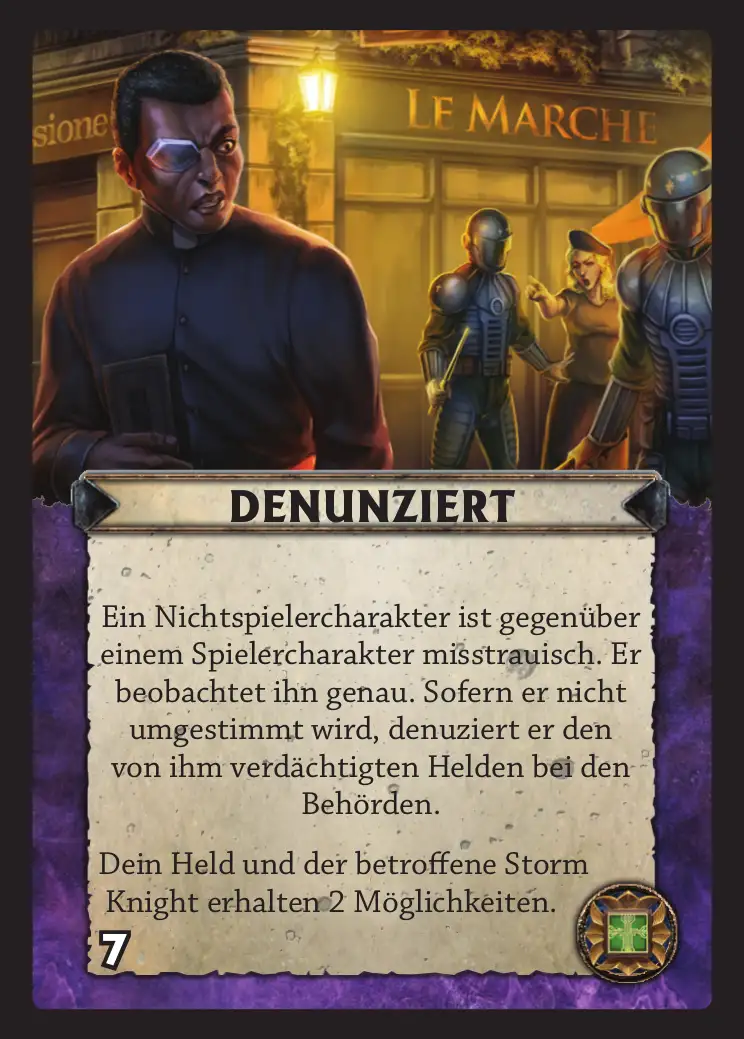 sione
LE MARCHE
DENUNZIERT
Ein Nichtspielercharakter ist gegenüber
einem Spielercharakter misstrauisch. Er
beobachtet ihn genau. Sofern er nicht
umgestimmt wird, denuziert er den
von ihm verdächtigten Helden bei den
Behörden.
Dein Held und der betroffene Storm
Knight erhalten 2 Möglichkeiten.
7